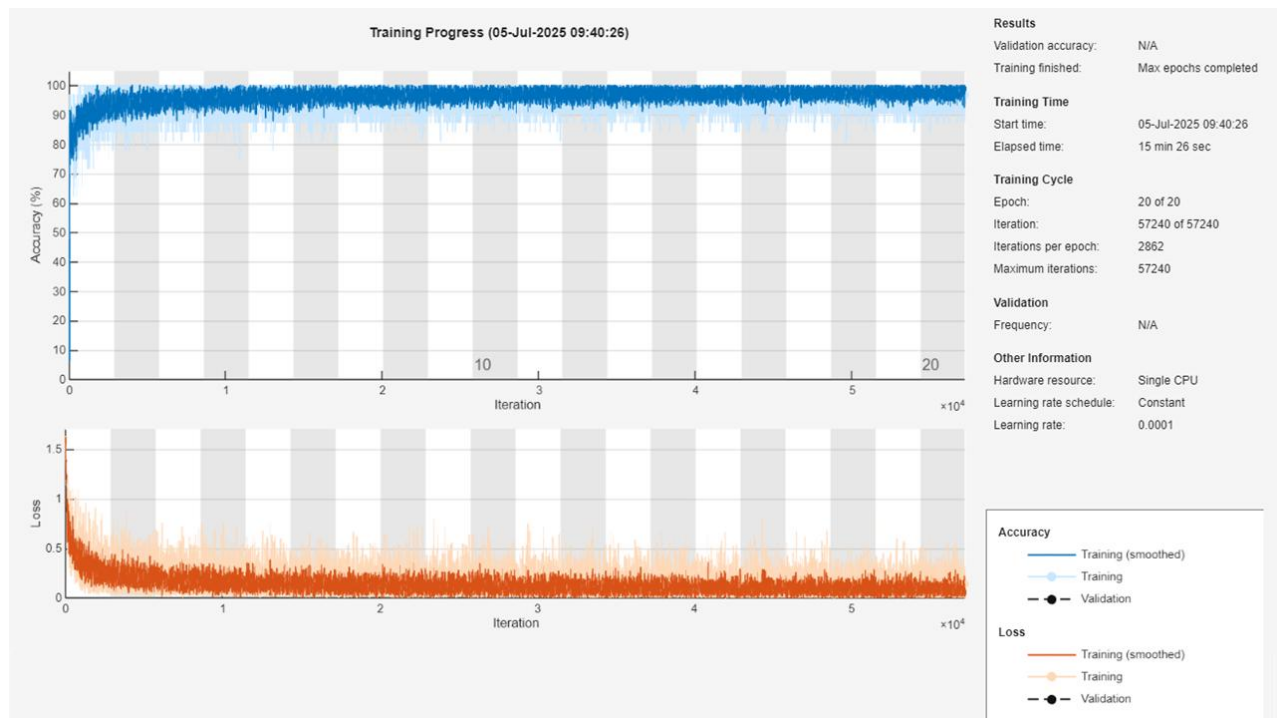 Training Progress (05-Jul-2025 09:40:26)
100
90
80
70
60
50
40
30
20
10
0
Accuracy (%)
10
20
0
1
2
3
4
5
Iteration
×10⁴
1.5
1
0.5
0
Loss
0
1
2
3
4
5
Iteration
×10⁴
Results
Validation accuracy: N/A
Training finished: Max epochs completed
Training Time
Start time: 05-Jul-2025 09:40:26
Elapsed time: 15 min 26 sec
Training Cycle
Epoch: 20 of 20
Iteration: 57240 of 57240
Iterations per epoch: 2862
Maximum iterations: 57240
Validation
Frequency: N/A
Other Information
Hardware resource: Single CPU
Learning rate schedule: Constant
Learning rate: 0.0001
Accuracy
Training (smoothed)
Training
Validation
Loss
Training (smoothed)
Training
Validation